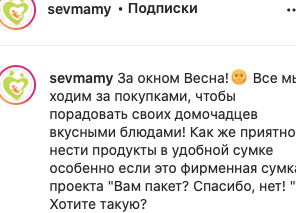 sevmamy • Подписки
sevmamy За окном Весна!🌞 Все мы
ходим за покупками, чтобы
порадовать своих домочадцев
вкусными блюдами! Как же приятно
нести продукты в удобной сумке
особенно если это фирменная сумка
проекта "Вам пакет? Спасибо, нет! "
Хотите такую?